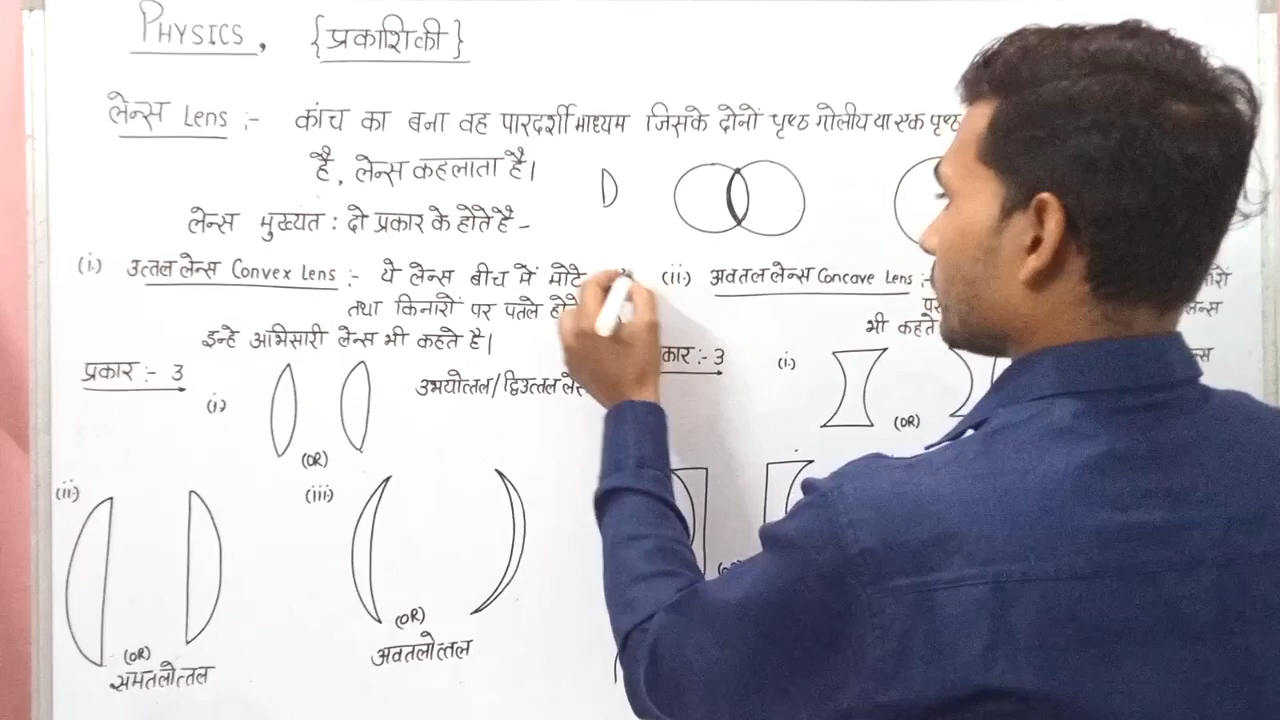 PHYSICS, {प्रकाशिकी}
लेन्स Lens :- कांच का बना वह पारदर्शी माध्यम जिसके दोनों पृष्ठ गोलीय या एक पृष्ठ
है, लेन्स कहलाता है।
लेन्स मुख्यत : दो प्रकार के होते है -
(i.) उत्तल लेन्स Convex Lens :- ये लेन्स बीच में मोटे
तथा किनारों पर पतले होते
इन्हे अभिसारी लेन्स भी कहते है।
प्रकार :- 3
(i) उभयोत्तल/द्विउत्तल
(OR)
(ii)
(OR)
समतलोत्तल
(iii)
(OR)
अवतलोत्तल
(ii) अवतल लेन्स Concave Lens :-
पर
भी कहते
:- 3
(i.)
(OR)